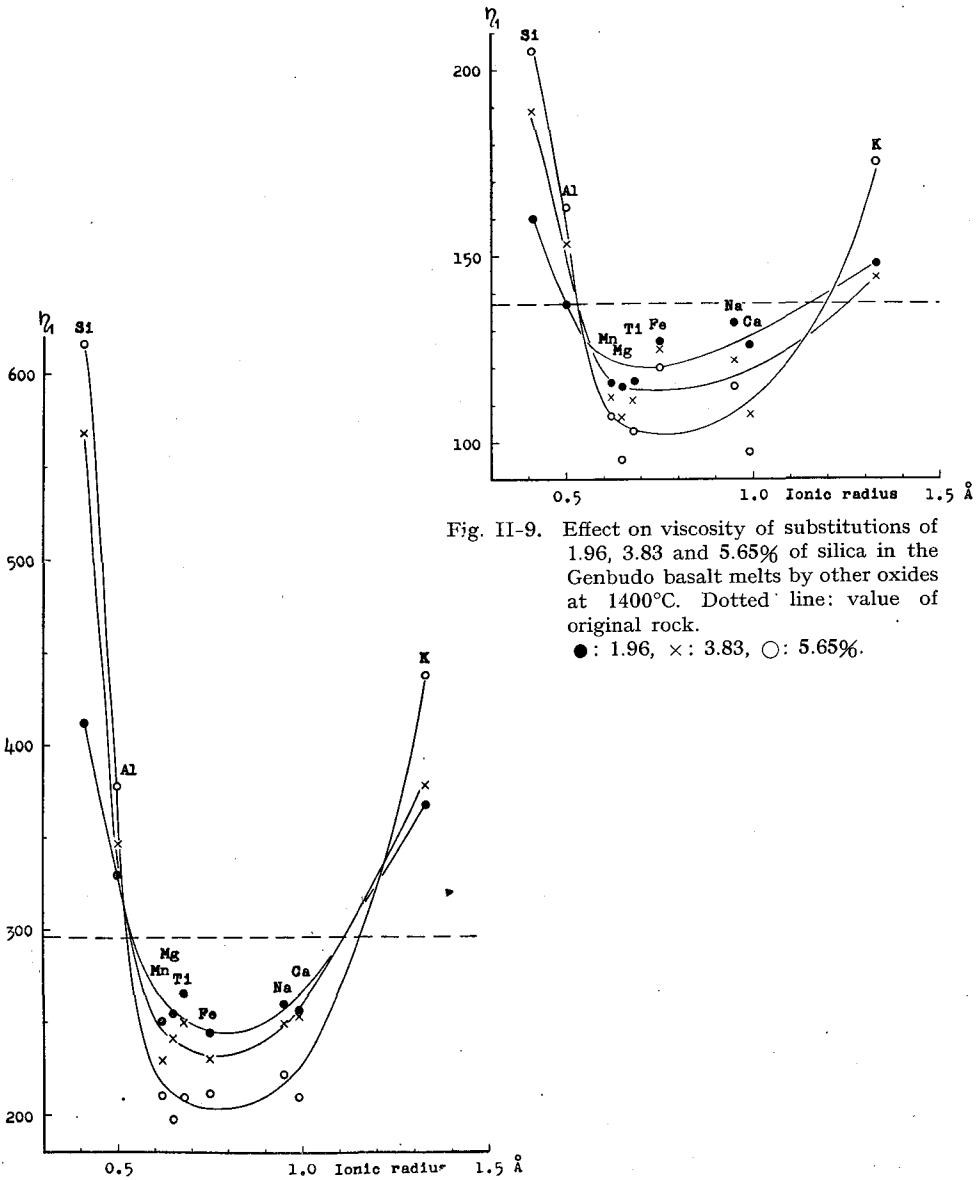 η₁
Si
200
K
Al
150
Na
Ti Fe
Ca
Mn
Mg
100
0.5 1.0 Ionic radius 1.5 Å
Fig. II-9. Effect on viscosity of substitutions of
1.96, 3.83 and 5.65% of silica in the
Genbudo basalt melts by other oxides
at 1400°C. Dotted line: value of
original rock.
●: 1.96, ×: 3.83, ○: 5.65%.
η₁
Si
600
500
K
400
Al
300
Mg
Mn
Ti
Ca
Na
Fe
200
0.5 1.0 Ionic radius 1.5 Å